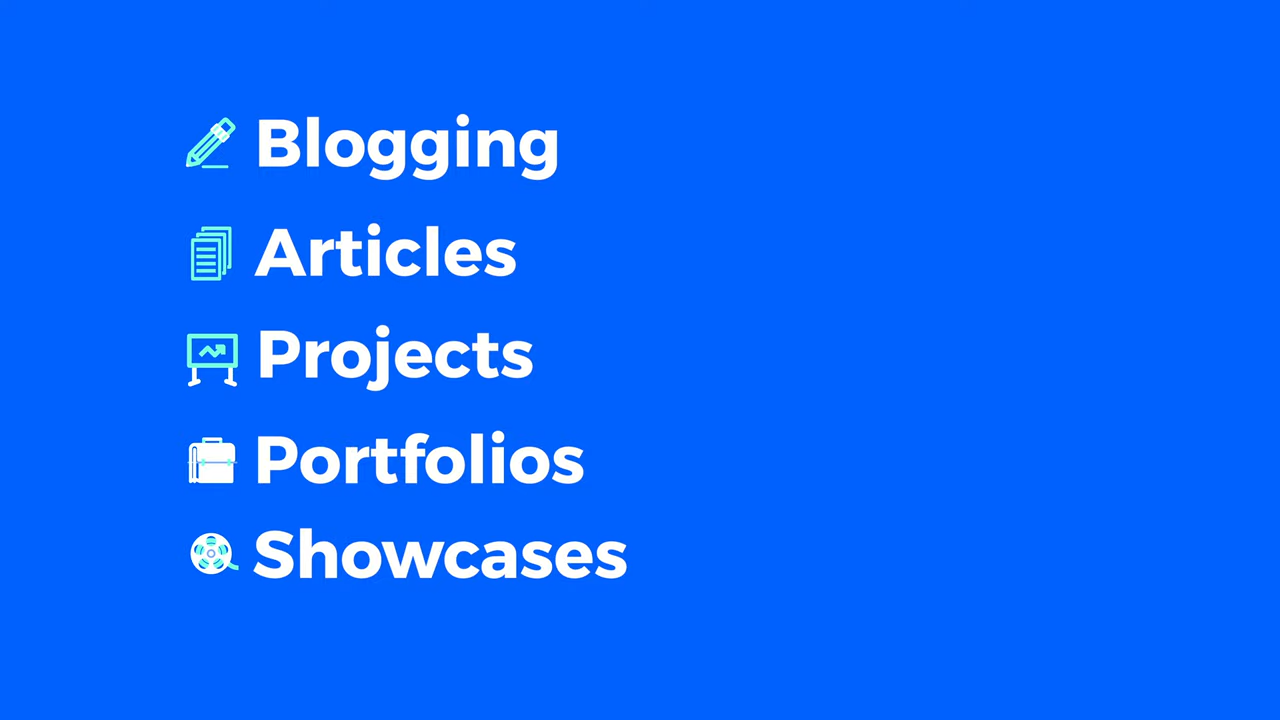 Blogging
Articles
Projects
Portfolios
Showcases